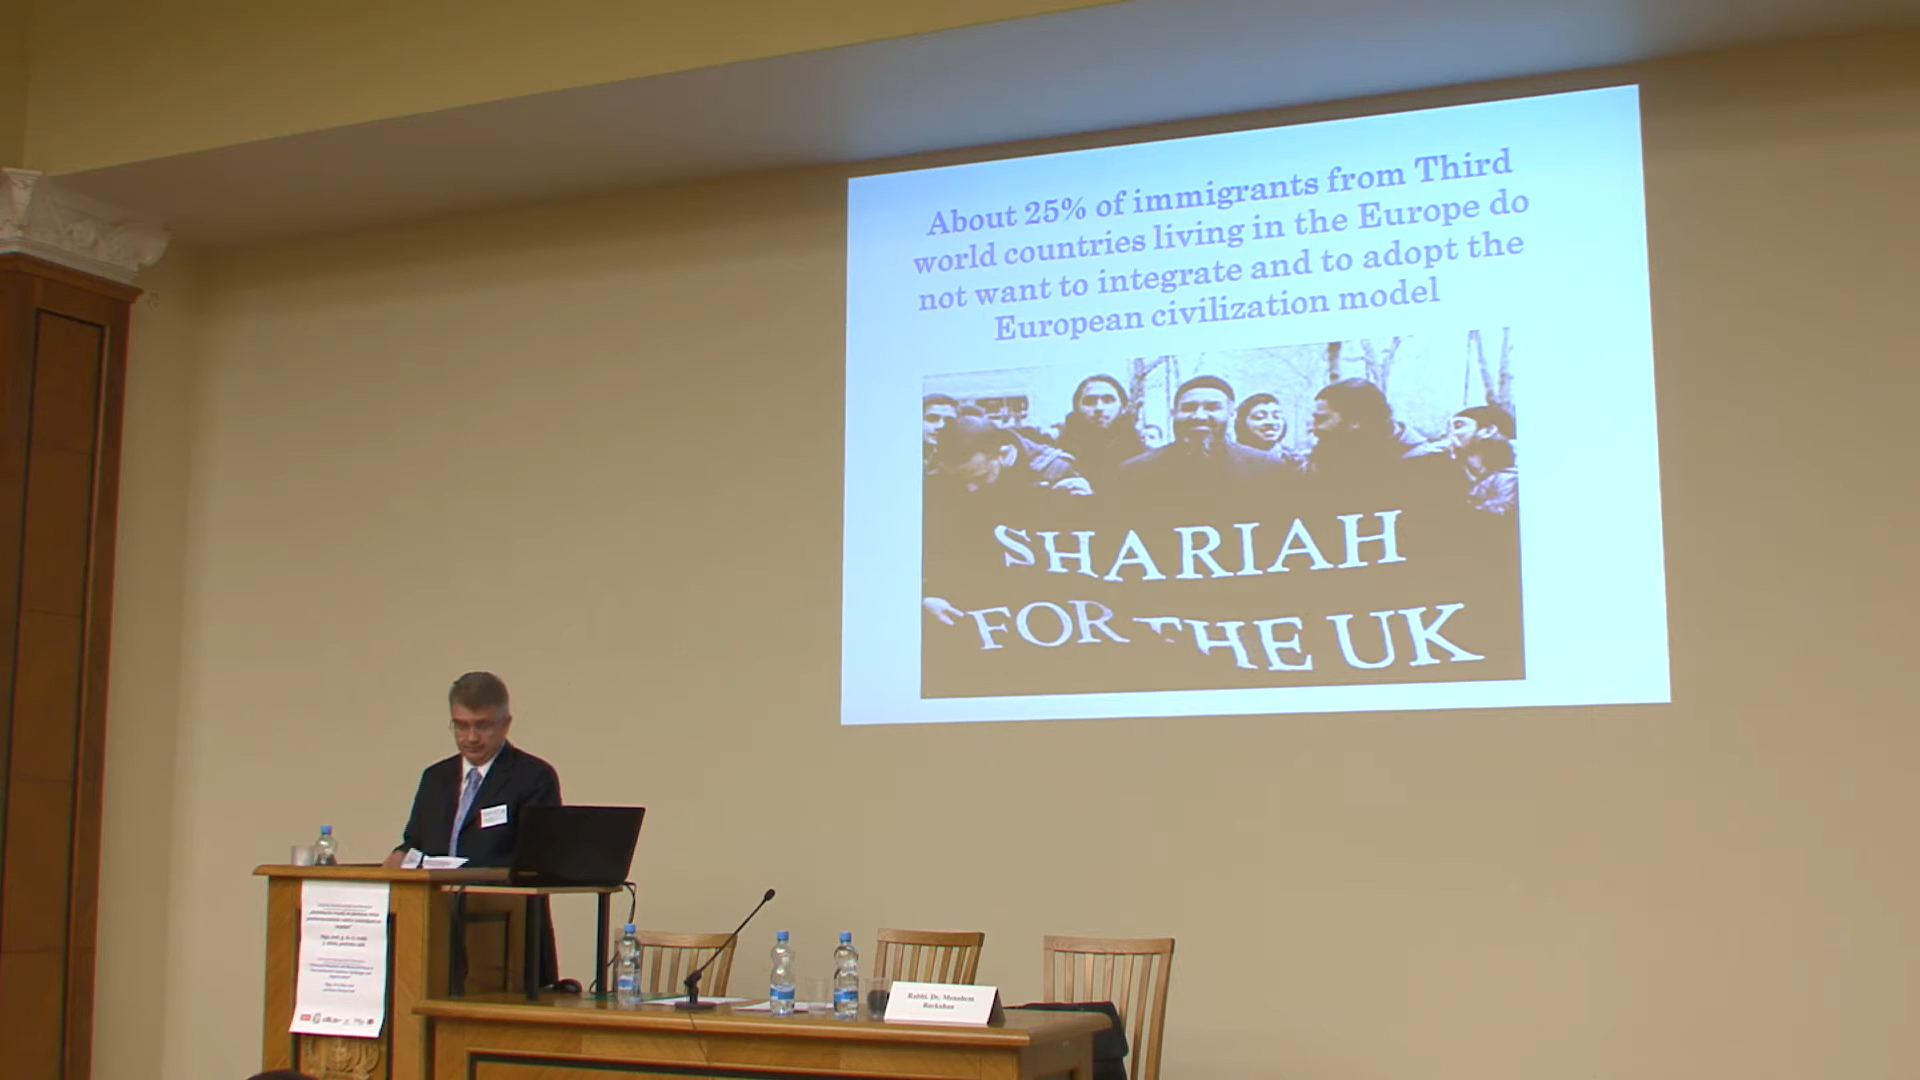 About 25% of immigrants from Third
world countries living in the Europe do
not want to integrate and to adopt the
European civilization model
SHARIAH
FOR THE UK
Rabbi. Dr. Menahem
Barkahan